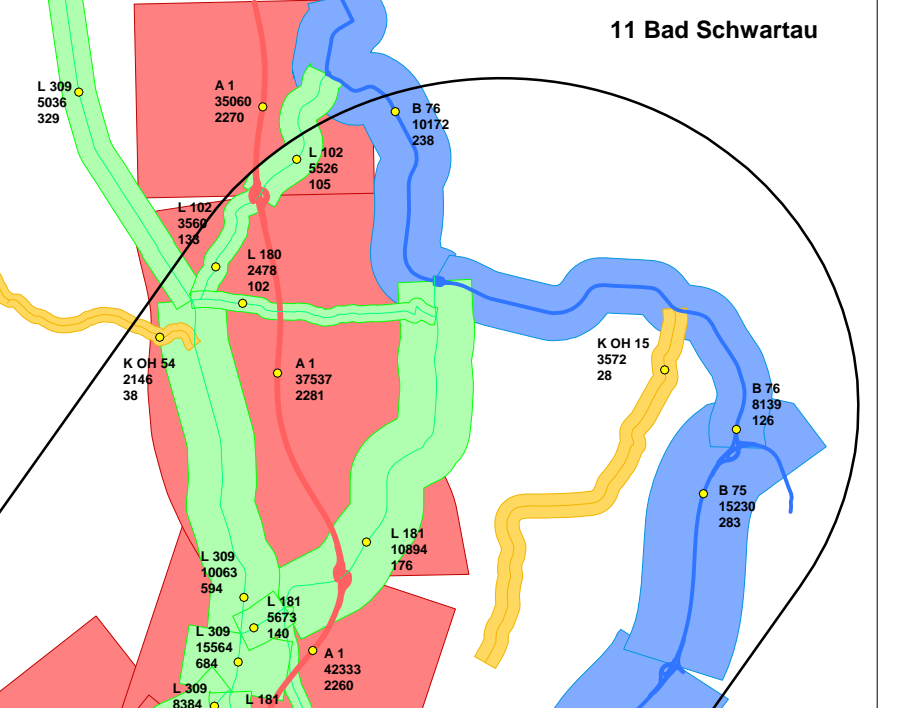 11 Bad Schwartau
L 309
5036
329
A 1
35060
2270
B 76
10172
238
L 102
5526
105
L 102
3560
133
L 180
2478
102
K OH 54
2146
38
A 1
37537
2281
K OH 15
3572
28
B 76
8139
126
B 75
15230
283
L 181
10894
176
L 309
10063
594
L 181
5673
140
L 309
15564
684
A 1
42333
2260
L 309
8384
L 181